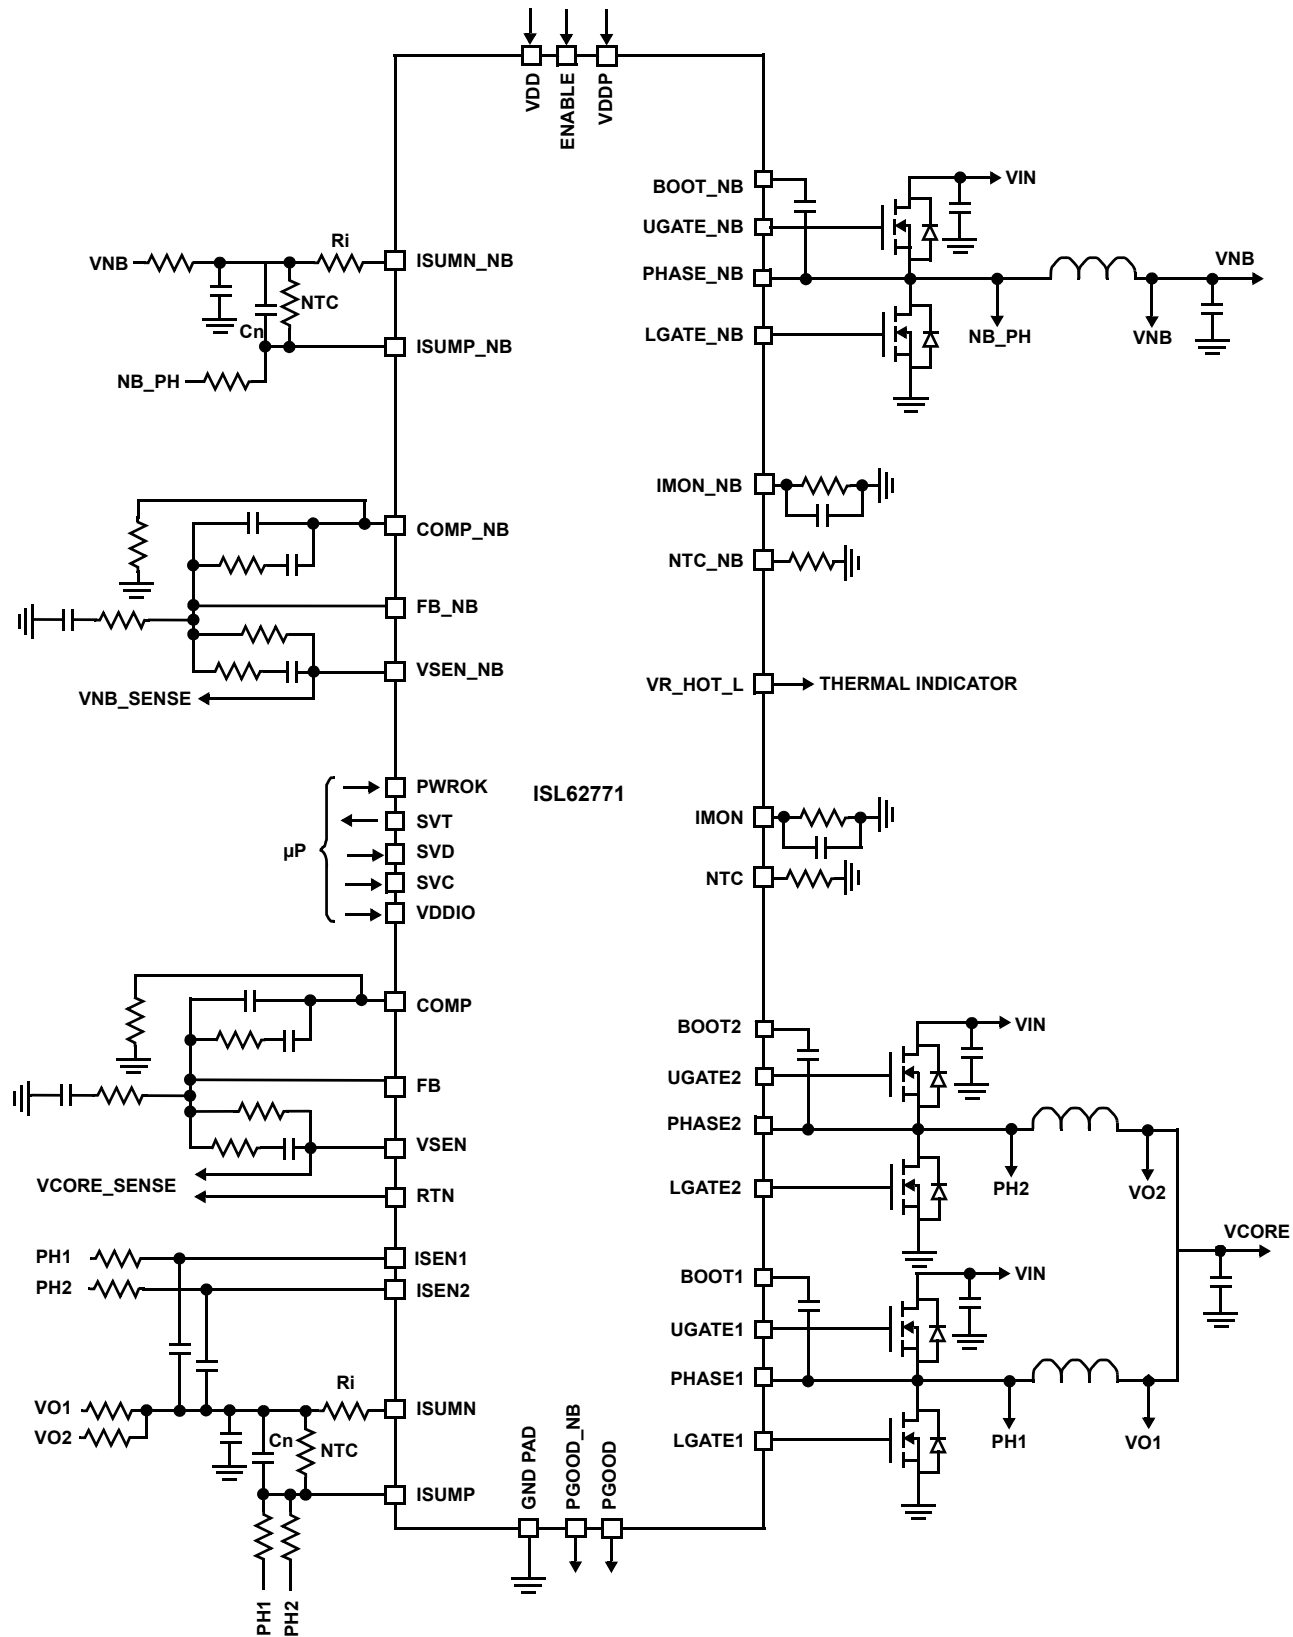 VDD
ENABLE
VDDP
BOOT_NB
VIN
UGATE_NB
Ri
VNB
ISUMN_NB
PHASE_NB
VNB
NTC
Cn
LGATE_NB
NB_PH
VNB
ISUMP_NB
NB_PH
IMON_NB
COMP_NB
NTC_NB
FB_NB
VSEN_NB
VNB_SENSE
VR_HOT_L
THERMAL INDICATOR
PWROK
ISL62771
SVT
IMON
µP
SVD
SVC
NTC
VDDIO
COMP
BOOT2
VIN
FB
UGATE2
PHASE2
VSEN
VCORE_SENSE
RTN
LGATE2
PH2
VO2
VCORE
PH1
ISEN1
PH2
ISEN2
BOOT1
VIN
UGATE1
PHASE1
Ri
VO1
ISUMN
VO2
Cn
NTC
LGATE1
PH1
VO1
ISUMP
GND PAD
PGOOD_NB
PGOOD
PH1
PH2